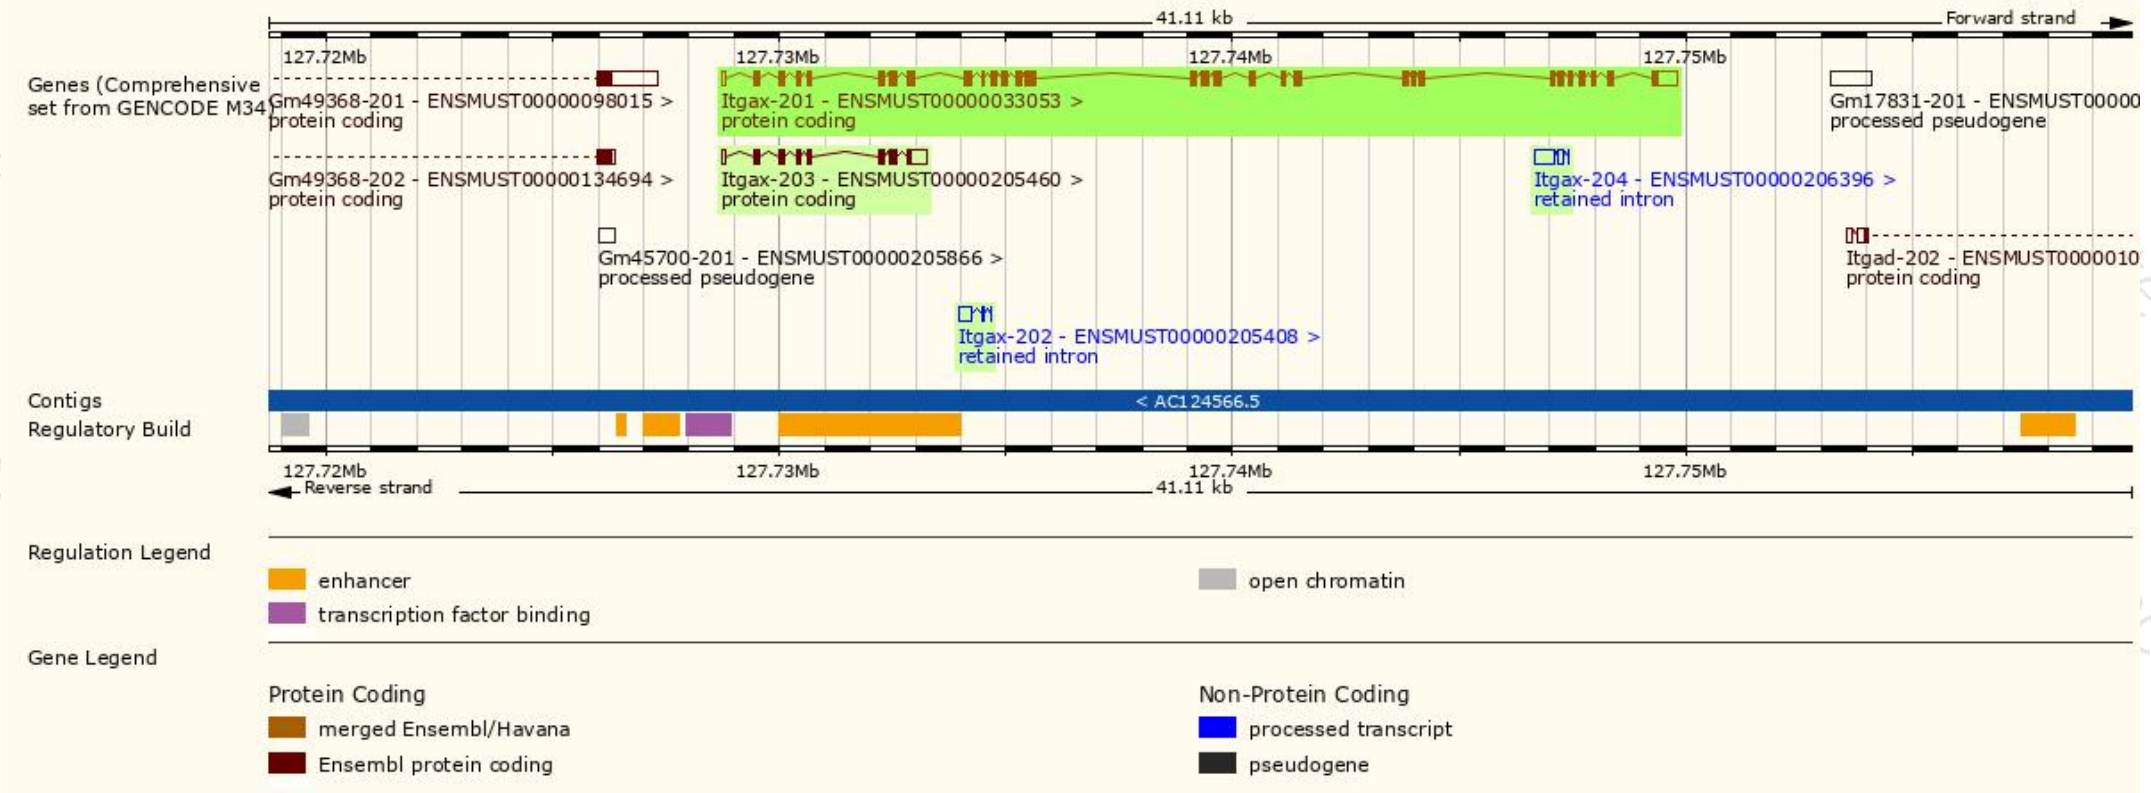 41.11 kb Forward strand
127.72Mb 127.73Mb 127.74Mb 127.75Mb
Genes (Comprehensive
set from GENCODE M34)
Gm49368-201 - ENSMUST00000098015 >
protein coding
Itgax-201 - ENSMUST00000033053 >
protein coding
Gm17831-201 - ENSMUST00000
processed pseudogene
Gm49368-202 - ENSMUST00000134694 >
protein coding
Itgax-203 - ENSMUST00000205460 >
protein coding
Itgax-204 - ENSMUST00000206396 >
retained intron
Gm45700-201 - ENSMUST00000205866 >
processed pseudogene
Itgad-202 - ENSMUST0000010
protein coding
Itgax-202 - ENSMUST00000205408 >
retained intron
Contigs
< AC124566.5
Regulatory Build
127.72Mb 127.73Mb 127.74Mb 127.75Mb
Reverse strand 41.11 kb
Regulation Legend
enhancer
open chromatin
transcription factor binding
Gene Legend
Protein Coding
Non-Protein Coding
merged Ensembl/Havana
processed transcript
Ensembl protein coding
pseudogene